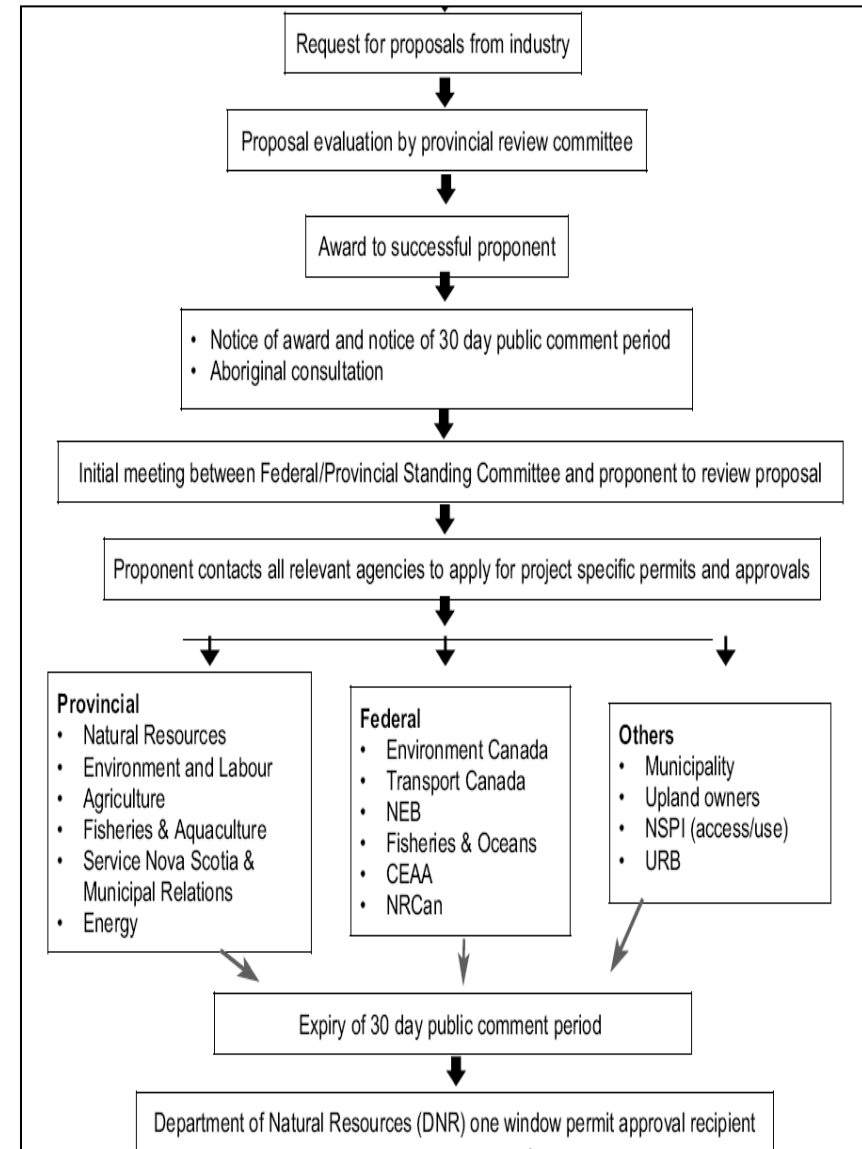 Request for proposals from industry
Proposal evaluation by provincial review committee
Award to successful proponent
• Notice of award and notice of 30 day public comment period
• Aboriginal consultation
Initial meeting between Federal/Provincial Standing Committee and proponent to review proposal
Proponent contacts all relevant agencies to apply for project specific permits and approvals
Provincial
• Natural Resources
• Environment and Labour
• Agriculture
• Fisheries & Aquaculture
• Service Nova Scotia &
Municipal Relations
• Energy
Federal
• Environment Canada
• Transport Canada
• NEB
• Fisheries & Oceans
• CEAA
• NRCan
Others
• Municipality
• Upland owners
• NSPI (access/use)
• URB
Expiry of 30 day public comment period
Department of Natural Resources (DNR) one window permit approval recipient